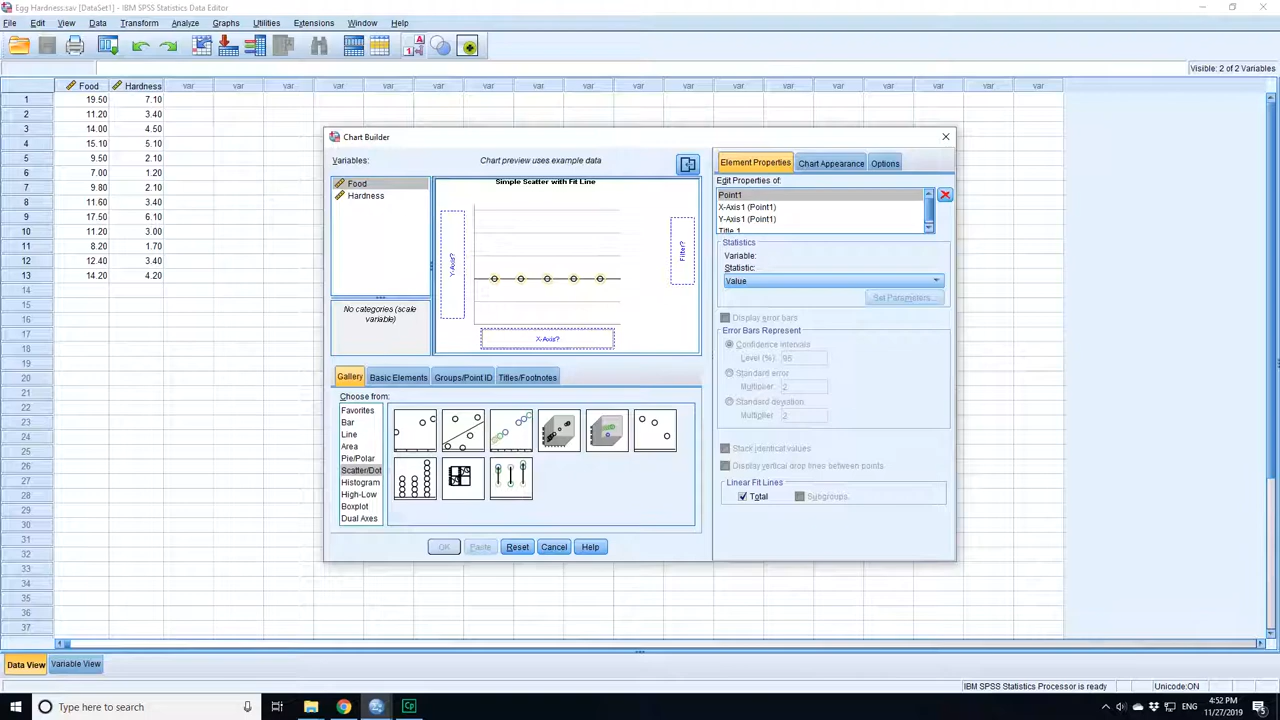 Egg Hardness.sav [DataSet1] - IBM SPSS Statistics Data Editor
File Edit View Data Transform Analyze Graphs Utilities Extensions Window Help
Visible: 2 of 2 Variables
Food Hardness var var var var var var var var var var var var var var var var var var
1 19.50 7.10
2 11.20 3.40
3 14.00 4.50
4 15.10 5.10
5 9.50 2.10
6 7.00 1.20
7 9.80 2.10
8 11.60 3.40
9 17.50 6.10
10 11.20 3.00
11 8.20 1.70
12 12.40 3.40
13 14.20 4.20
14
15
16
17
18
19
20
21
22
23
24
25
26
27
28
29
30
31
32
33
34
35
36
37
Chart Builder
Variables:
Chart preview uses example data
Food
Hardness
No categories (scale
variable)
Simple Scatter with Fit Line
Y-Axis?
Filter?
X-Axis?
Gallery Basic Elements Groups/Point ID Titles/Footnotes
Choose from:
Favorites
Bar
Line
Area
Pie/Polar
Scatter/Dot
Histogram
High-Low
Boxplot
Dual Axes
OK Paste Reset Cancel Help
Element Properties Chart Appearance Options
Edit Properties of:
Point1
X-Axis1 (Point1)
Y-Axis1 (Point1)
Title 1
Statistics
Variable:
Statistic:
Value
Set Parameters...
Display error bars
Error Bars Represent
Confidence intervals
Level (%): 95
Standard error
Multiplier: 2
Standard deviation
Multiplier: 2
Stack identical values
Display vertical drop lines between points
Linear Fit Lines
Total Subgroups
Data View Variable View
IBM SPSS Statistics Processor is ready Unicode:ON
Type here to search
ENG
4:52 PM
11/27/2019
5